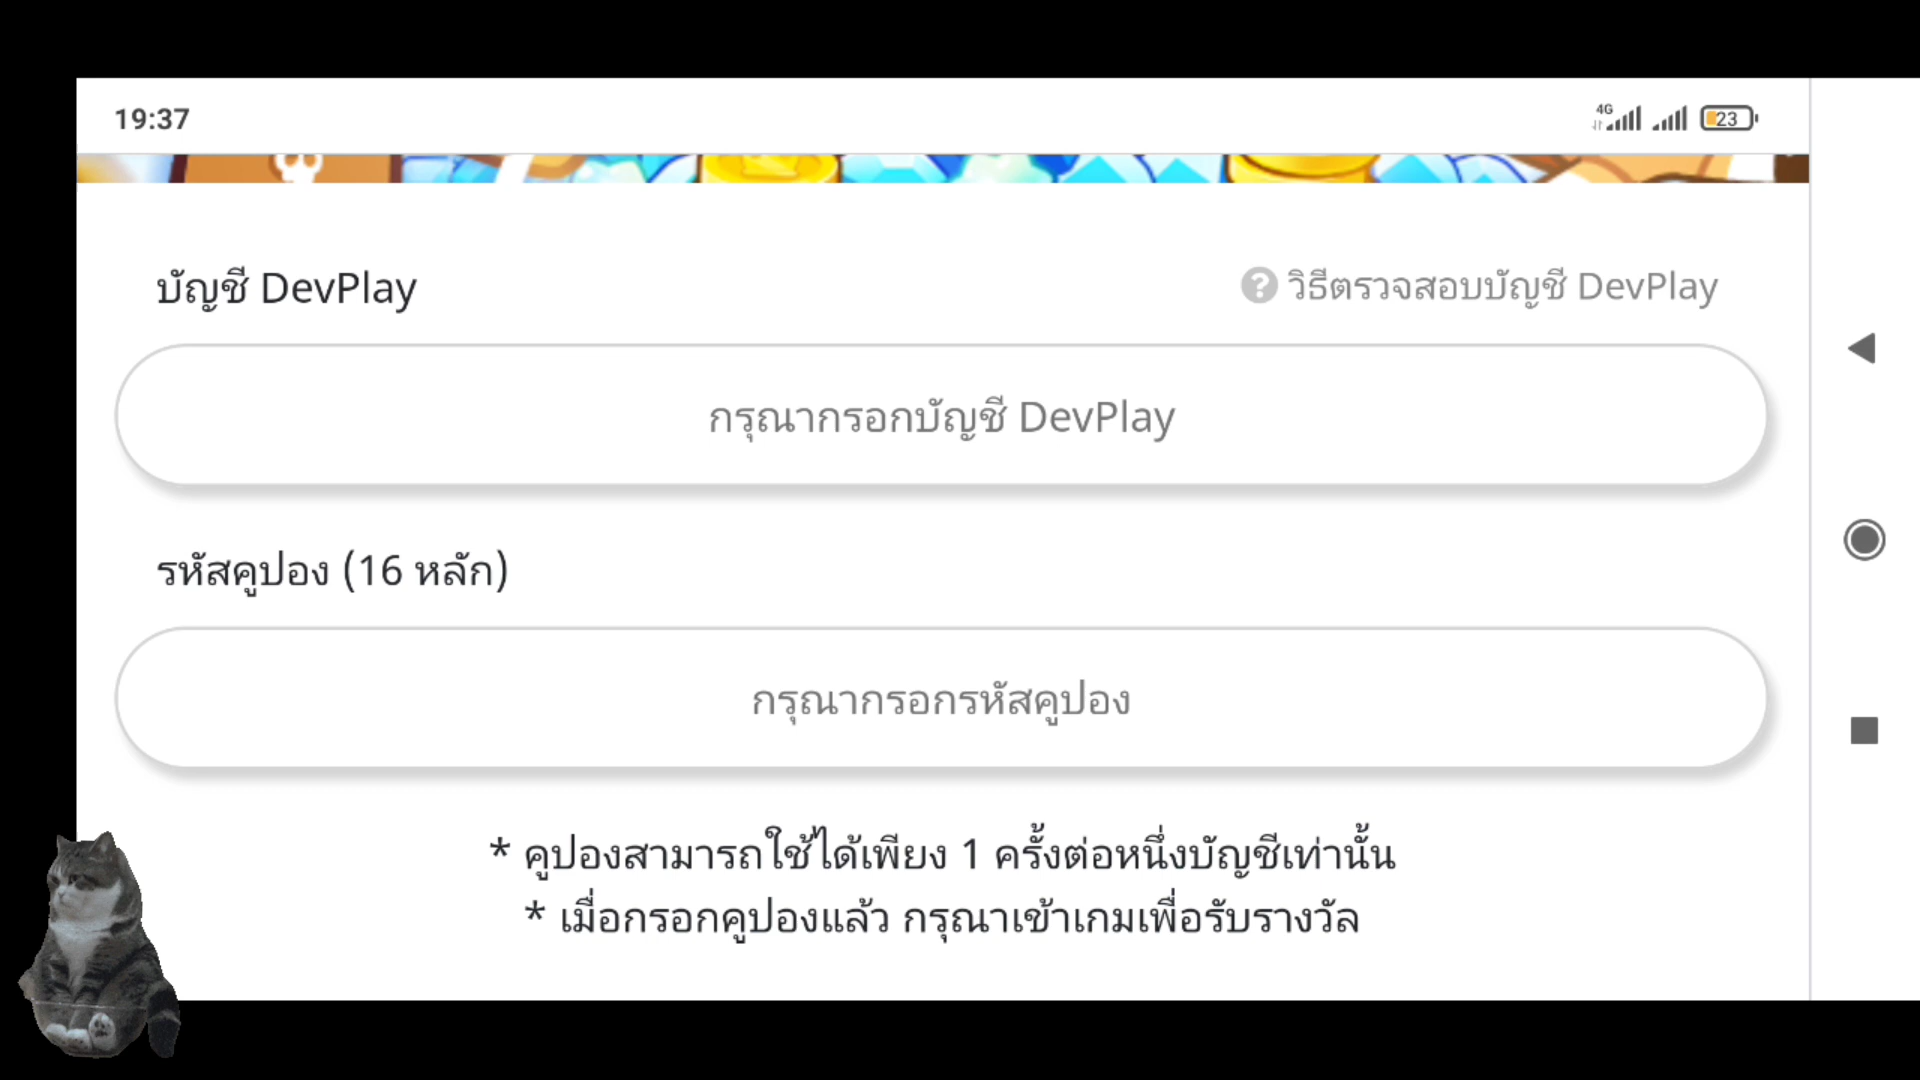 19:37
4G
23
บัญชี DevPlay
? วิธีตรวจสอบบัญชี DevPlay
กรุณากรอกบัญชี DevPlay
รหัสคูปอง (16 หลัก)
กรุณากรอกรหัสคูปอง
* คูปองสามารถใช้ได้เพียง 1 ครั้งต่อหนึ่งบัญชีเท่านั้น
* เมื่อกรอกคูปองแล้ว กรุณาเข้าเกมเพื่อรับรางวัล